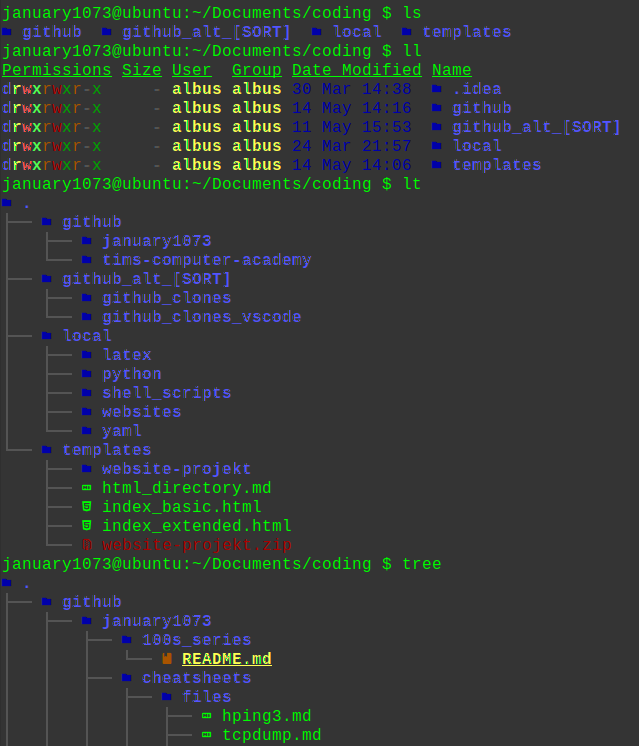 january1073@ubuntu:~/Documents/coding $ ls
github github_alt_[SORT] local templates
january1073@ubuntu:~/Documents/coding $ ll
Permissions Size User Group Date Modified Name
drwxrwxr-x - albus albus 30 Mar 14:38 .idea
drwxrwxr-x - albus albus 14 May 14:16 github
drwxrwxr-x - albus albus 11 May 15:53 github_alt_[SORT]
drwxrwxr-x - albus albus 24 Mar 21:57 local
drwxrwxr-x - albus albus 14 May 14:06 templates
january1073@ubuntu:~/Documents/coding $ lt
.
github
january1073
tims-computer-academy
github_alt_[SORT]
github_clones
github_clones_vscode
local
latex
python
shell_scripts
websites
yaml
templates
website-projekt
html_directory.md
index_basic.html
index_extended.html
website-projekt.zip
january1073@ubuntu:~/Documents/coding $ tree
.
github
january1073
100s_series
README.md
cheatsheets
files
hping3.md
tcpdump.md